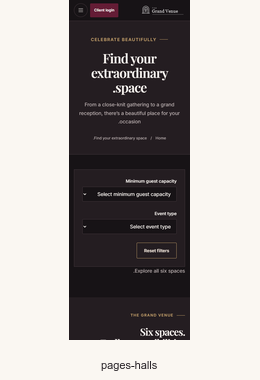 Client login
Grand Venue
CELEBRATE BEAUTIFULLY
Find your
extraordinary
.space
From a close-knit gathering to a grand
reception, there's a beautiful place for your
.occasion
Find your extraordinary space / Home
Minimum guest capacity
Select minimum guest capacity
Event type
Select event type
Reset filters
.Explore all six spaces
THE GRAND VENUE
Six spaces.
pages-halls